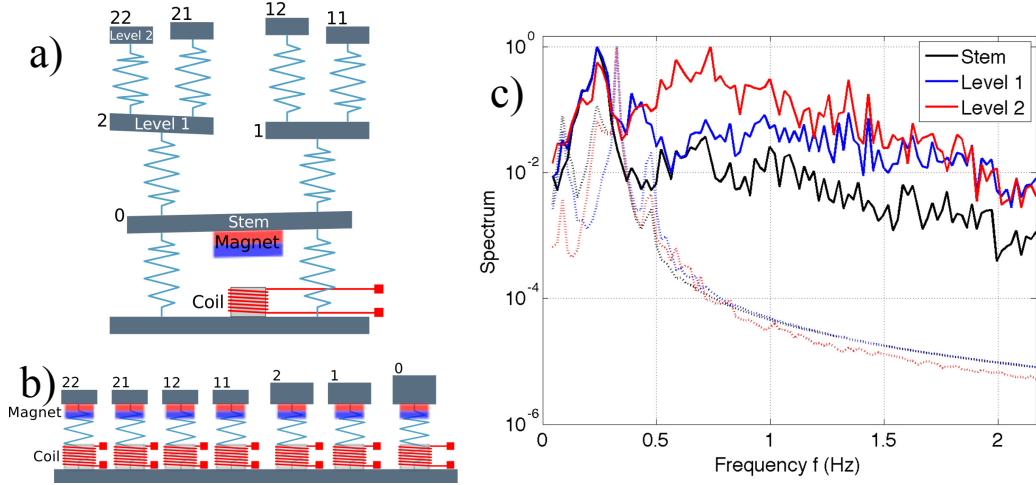 a)
22
21
12
11
Level 2
2
Level 1
1
0
Stem
Magnet
Coil
b)
22
21
12
11
2
1
0
Magnet
Coil
c)
Stem
Level 1
Level 2
10^0
10^-2
10^-4
10^-6
Spectrum
0
0.5
1
1.5
2
Frequency f (Hz)